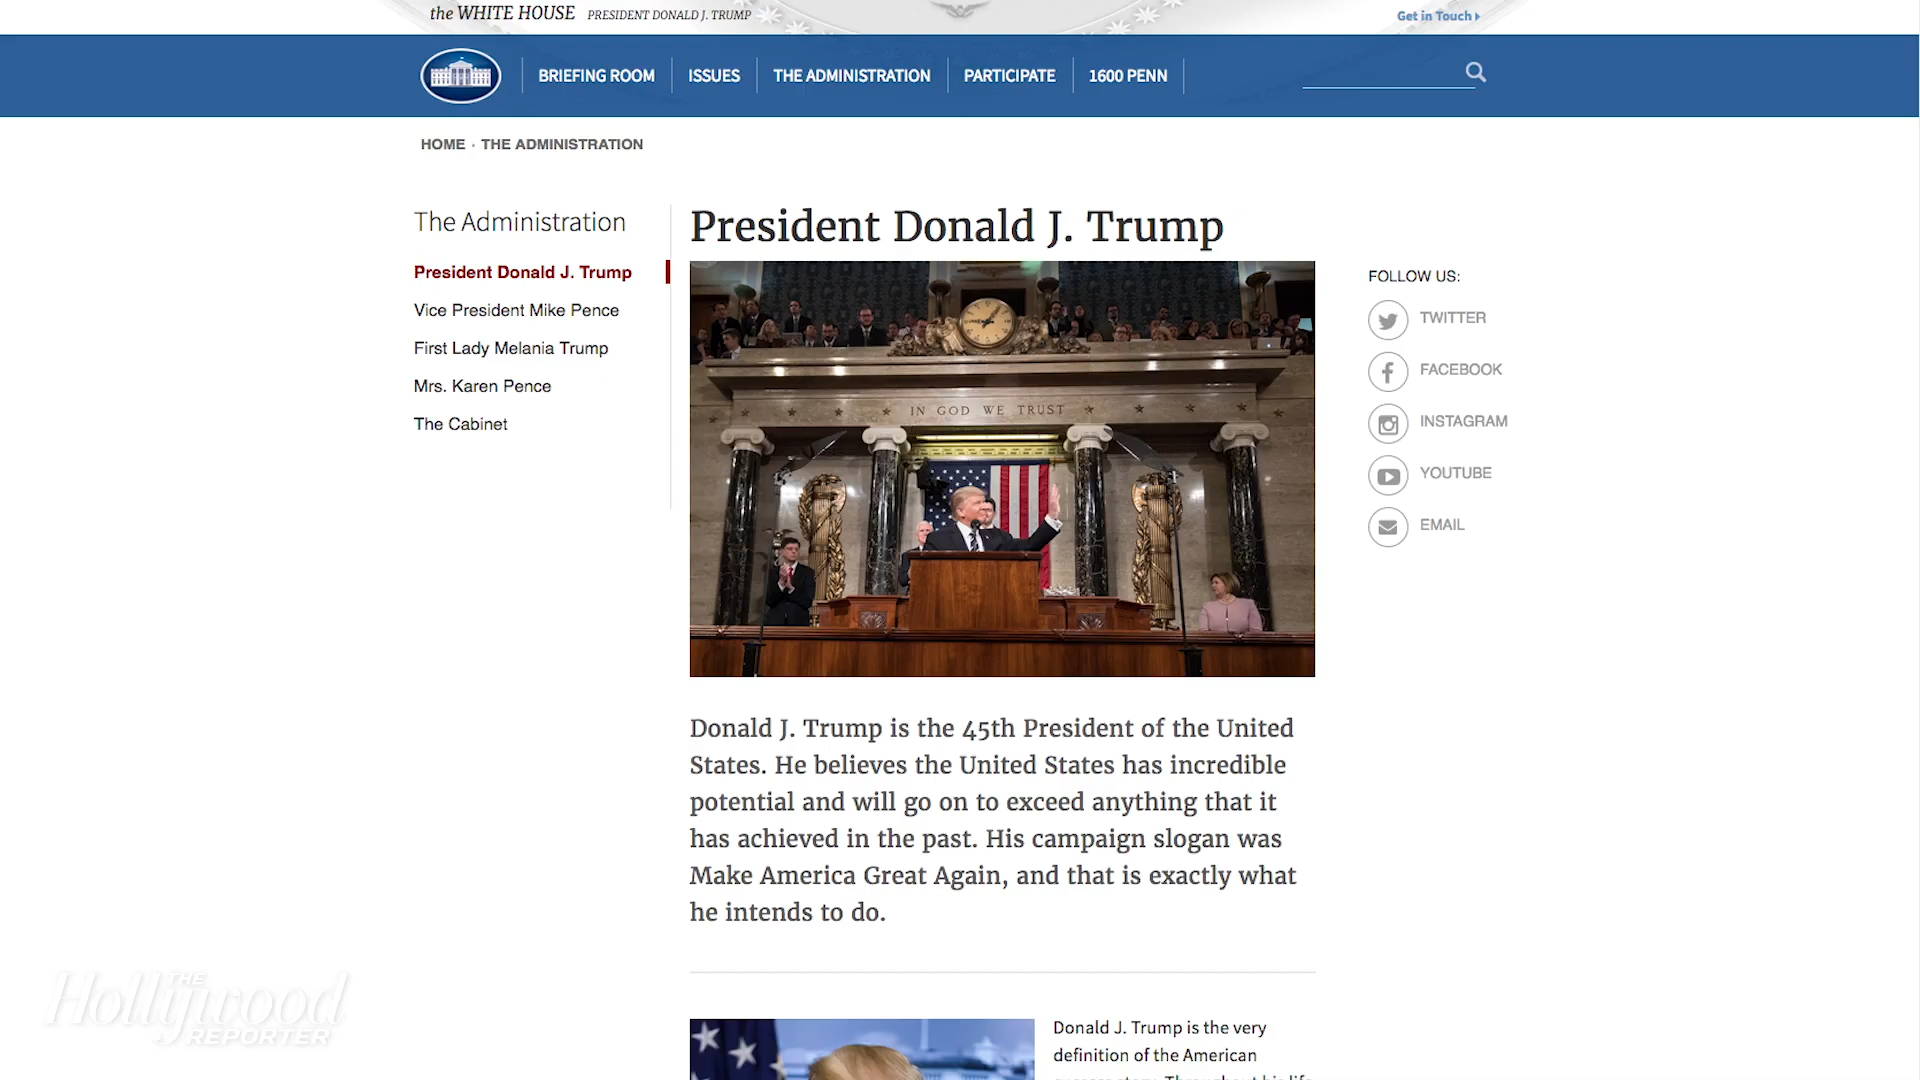 the WHITE HOUSE PRESIDENT DONALD J. TRUMP
Get in Touch
BRIEFING ROOM ISSUES THE ADMINISTRATION PARTICIPATE 1600 PENN
HOME · THE ADMINISTRATION
The Administration
President Donald J. Trump
Vice President Mike Pence
First Lady Melania Trump
Mrs. Karen Pence
The Cabinet
President Donald J. Trump
IN GOD WE TRUST
FOLLOW US:
TWITTER
FACEBOOK
INSTAGRAM
YOUTUBE
EMAIL
Donald J. Trump is the 45th President of the United
States. He believes the United States has incredible
potential and will go on to exceed anything that it
has achieved in the past. His campaign slogan was
Make America Great Again, and that is exactly what
he intends to do.
Donald J. Trump is the very
definition of the American
success story. Throughout his life
THE
Hollywood
REPORTER